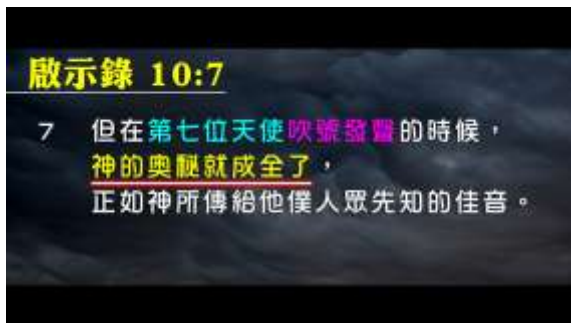 啟示錄 10:7
7 但在第七位天使吹號發聲的時候，
神的奧祕就成全了，
正如神所傳給他僕人眾先知的佳音。